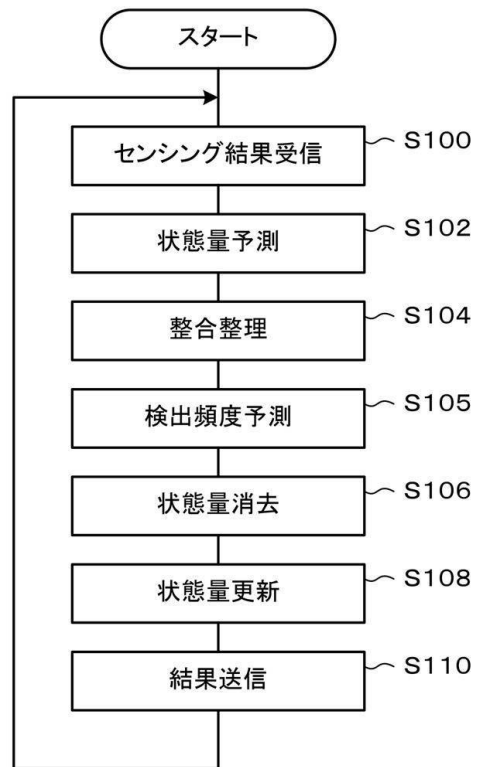 スタート
センシング結果受信 S100
状態量予測 S102
整合整理 S104
検出頻度予測 S105
状態量消去 S106
状態量更新 S108
結果送信 S110